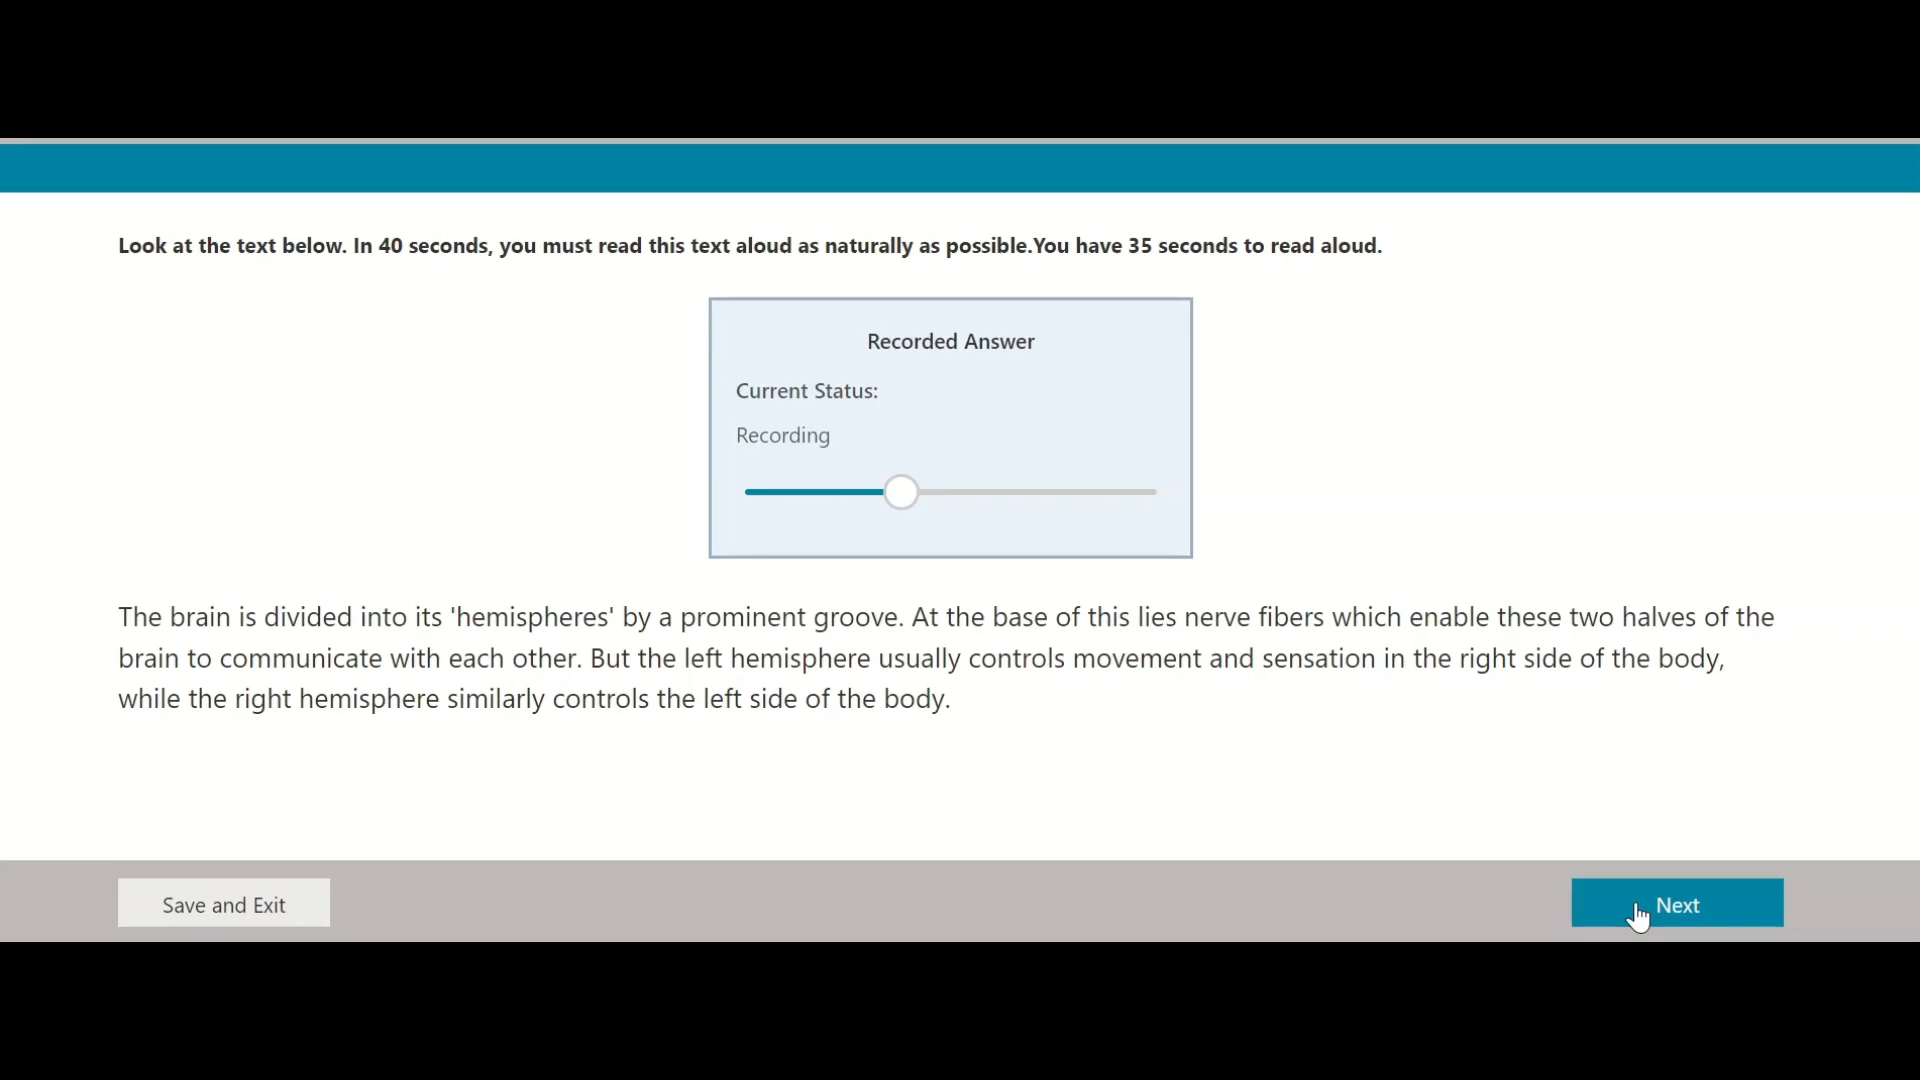 Look at the text below. In 40 seconds, you must read this text aloud as naturally as possible.You have 35 seconds to read aloud.
Recorded Answer
Current Status:
Recording
The brain is divided into its 'hemispheres' by a prominent groove. At the base of this lies nerve fibers which enable these two halves of the
brain to communicate with each other. But the left hemisphere usually controls movement and sensation in the right side of the body,
while the right hemisphere similarly controls the left side of the body.
Save and Exit
Next